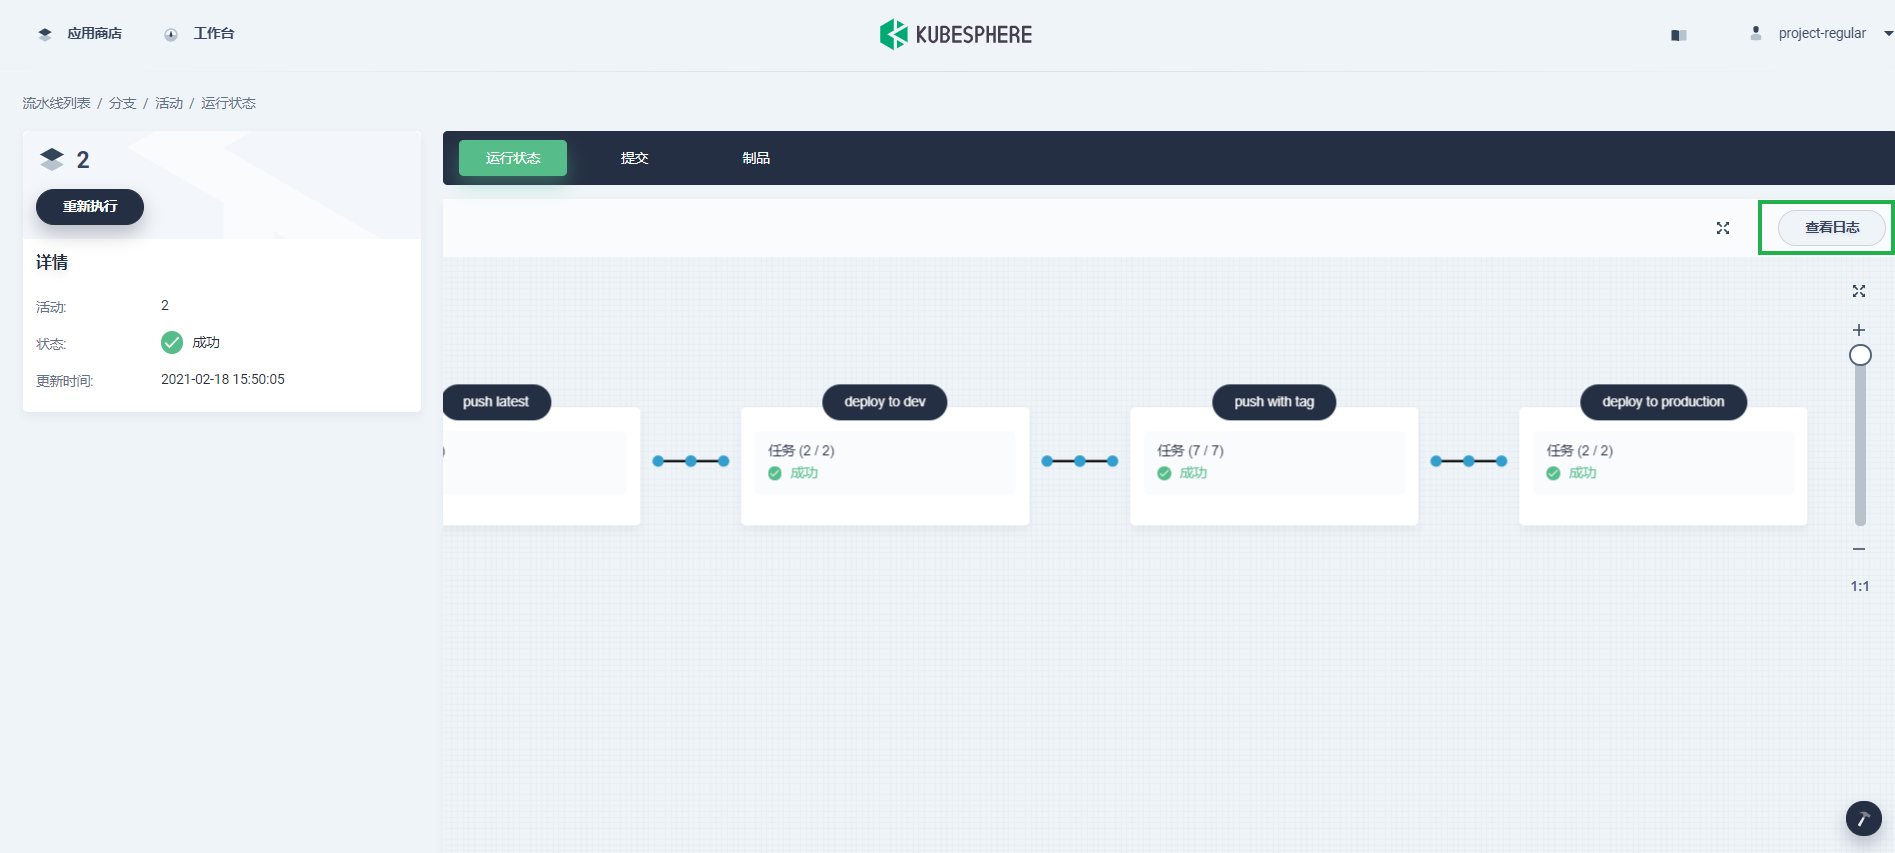 应用商店
工作台
KUBESPHERE
project-regular
流水线列表 / 分支 / 活动 / 运行状态
2
重新执行
详情
活动: 2
状态: 成功
更新时间: 2021-02-18 15:50:05
运行状态
提交
制品
查看日志
push latest
)
deploy to dev
任务 (2 / 2)
成功
push with tag
任务 (7 / 7)
成功
deploy to production
任务 (2 / 2)
成功
1:1